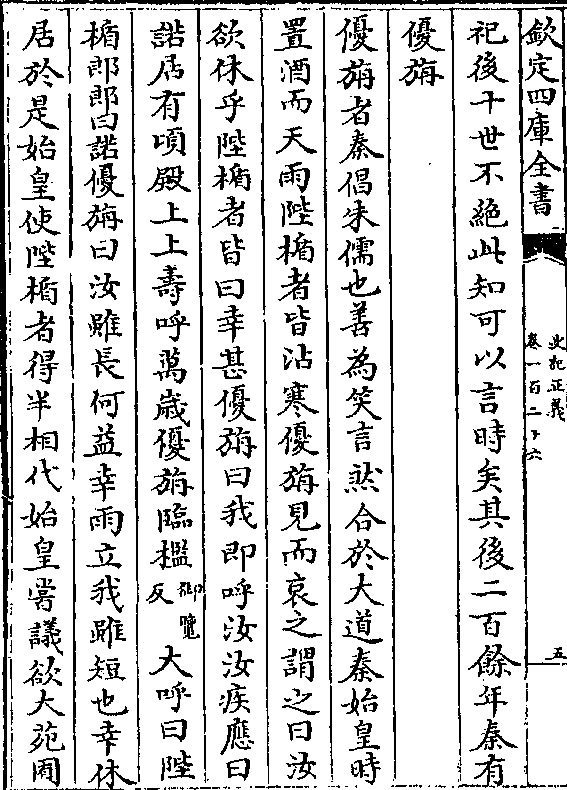 欽定四庫全書
史記正義
卷一百二十六
五
祀後十世不絶此知可以言時矣其後二百餘年秦有
優旃
優旃者秦倡朱儒也善為笑言然合於大道秦始皇時
置酒而天雨陛楯者皆沾寒優旃見而哀之謂之曰汝
欲休乎陛楯者皆曰幸甚優旃曰我即呼汝汝疾應曰
諾居有頃殿上上壽呼萬歲優旃臨檻銜覽反大呼曰陛
楯郎郎曰諾優旃曰汝雖長何益幸雨立我雖短也幸休
居於是始皇使陛楯者得半相代始皇嘗議欲大苑囿